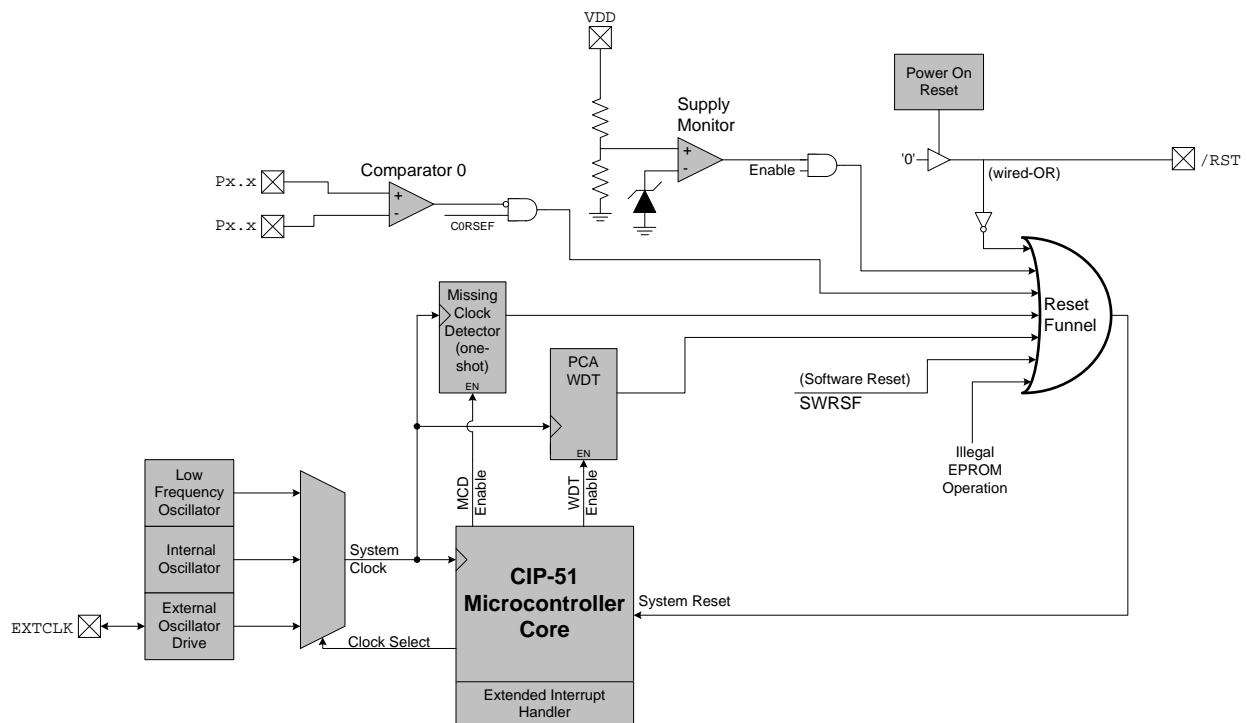 VDD
Power On
Reset
Supply
Monitor
+
-
Enable
'0'
/RST
(wired-OR)
Comparator 0
Px.x
+
Px.x
-
C0RSEF
Missing
Clock
Detector
(one-
shot)
EN
PCA
WDT
EN
Reset
Funnel
(Software Reset)
SWRSF
Illegal
EPROM
Operation
MCD
Enable
WDT
Enable
Low
Frequency
Oscillator
Internal
Oscillator
External
Oscillator
Drive
EXTCLK
System
Clock
Clock Select
CIP-51
Microcontroller
Core
System Reset
Extended Interrupt
Handler